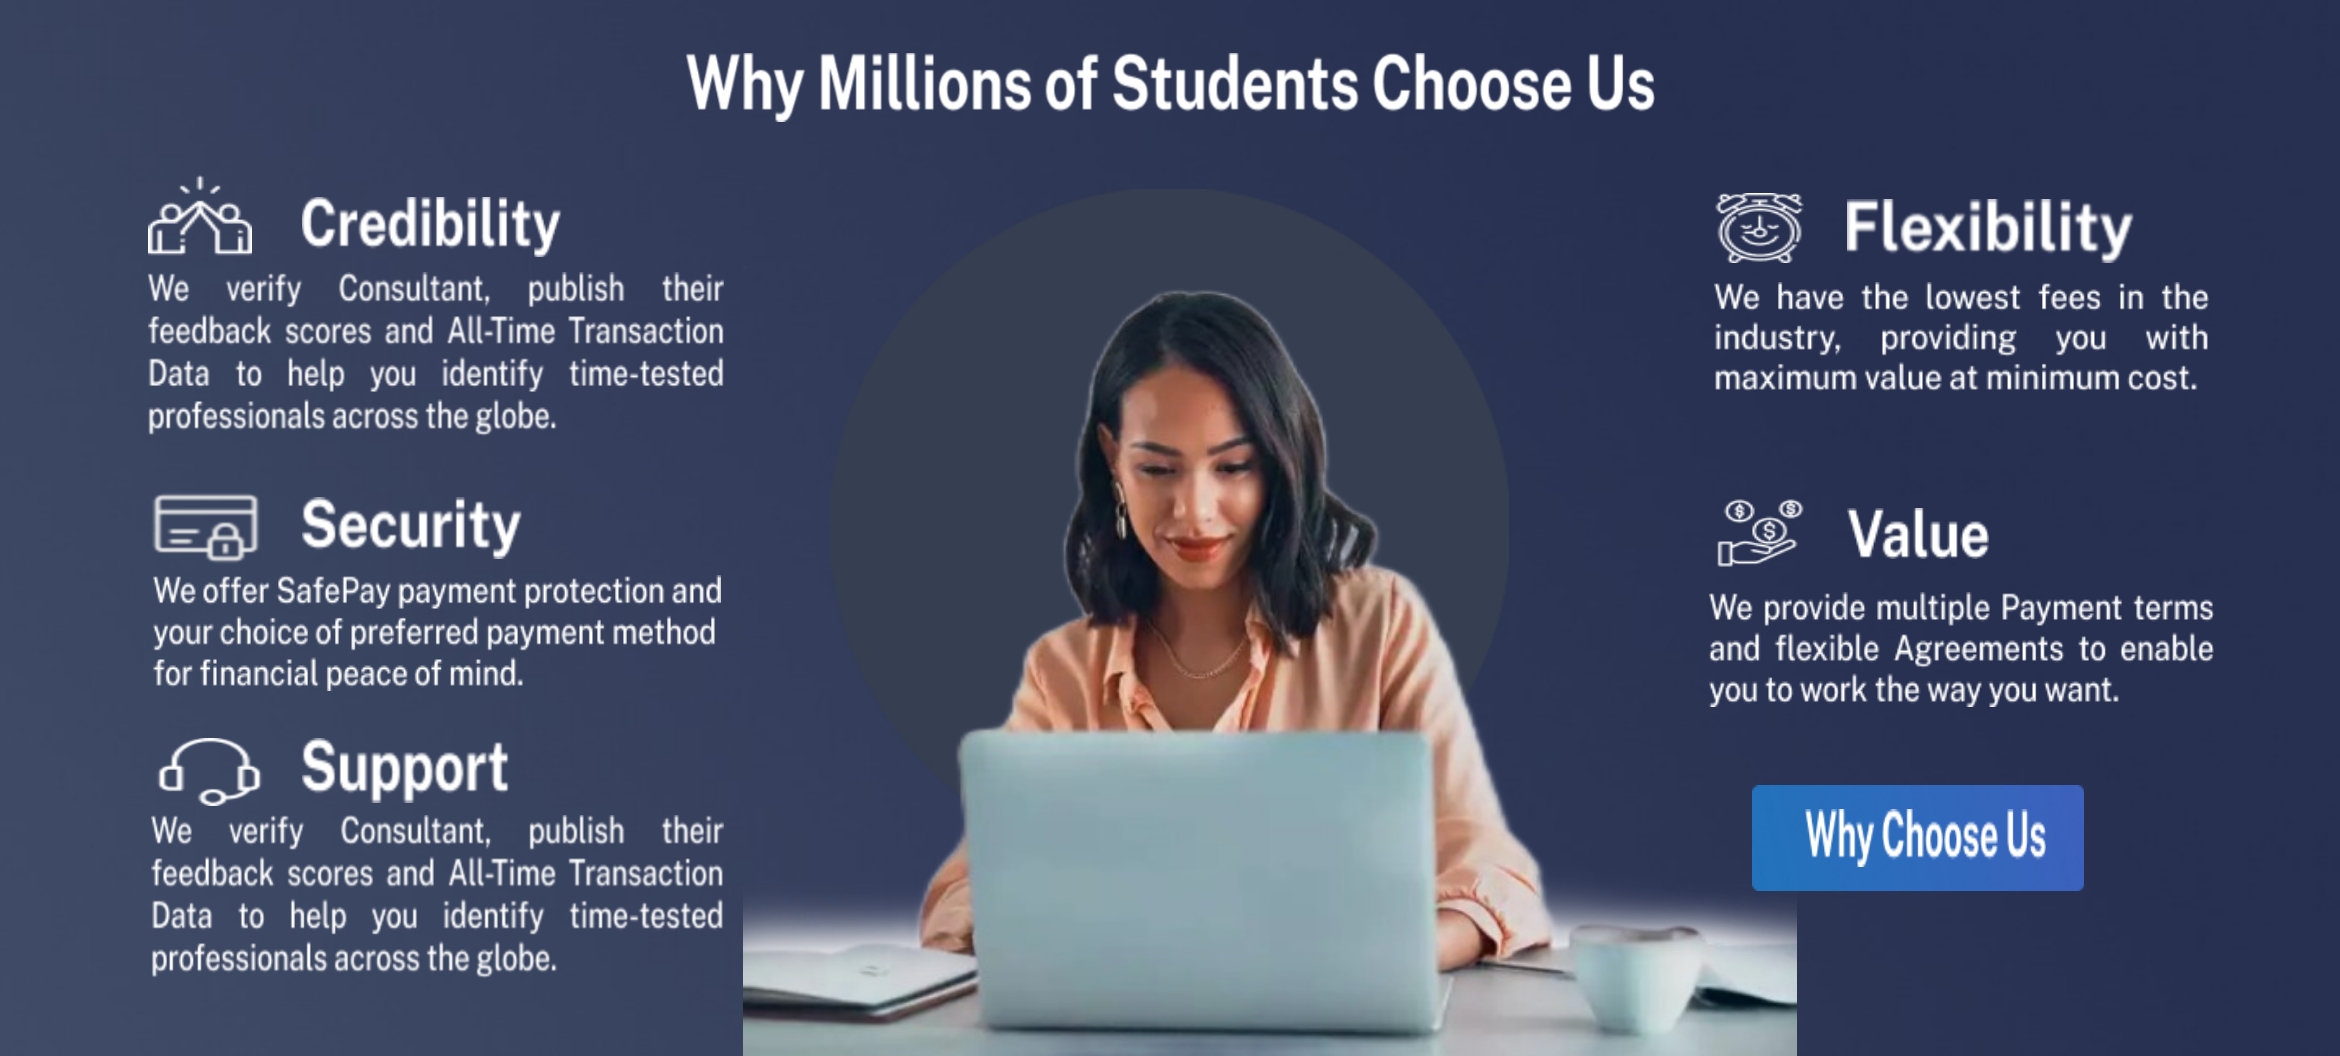 Why Millions of Students Choose Us
Credibility
We verify Consultant, publish their
feedback scores and All-Time Transaction
Data to help you identify time-tested
professionals across the globe.
Security
We offer SafePay payment protection and
your choice of preferred payment method
for financial peace of mind.
Support
We verify Consultant, publish their
feedback scores and All-Time Transaction
Data to help you identify time-tested
professionals across the globe.
Flexibility
We have the lowest fees in the
industry, providing you with
maximum value at minimum cost.
Value
We provide multiple Payment terms
and flexible Agreements to enable
you to work the way you want.
Why Choose Us